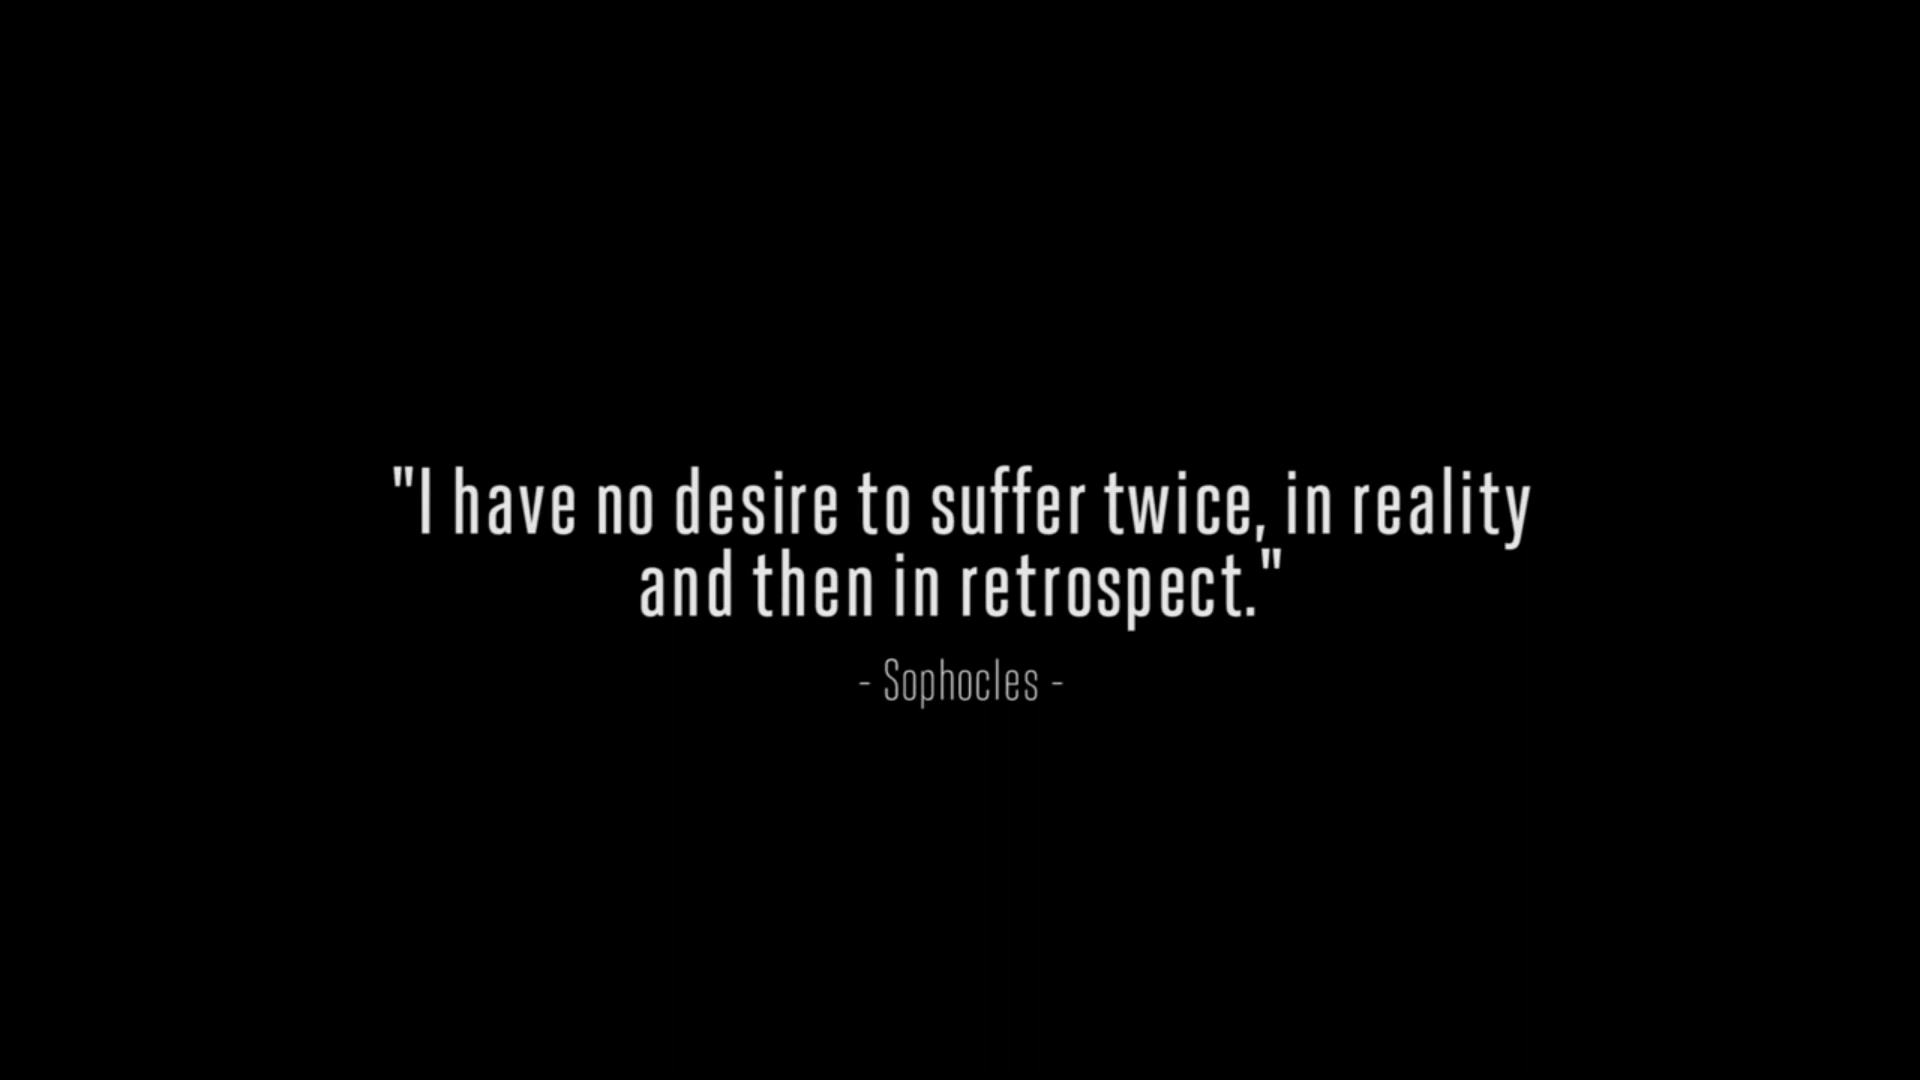 "I have no desire to suffer twice, in reality
and then in retrospect."
- Sophocles -